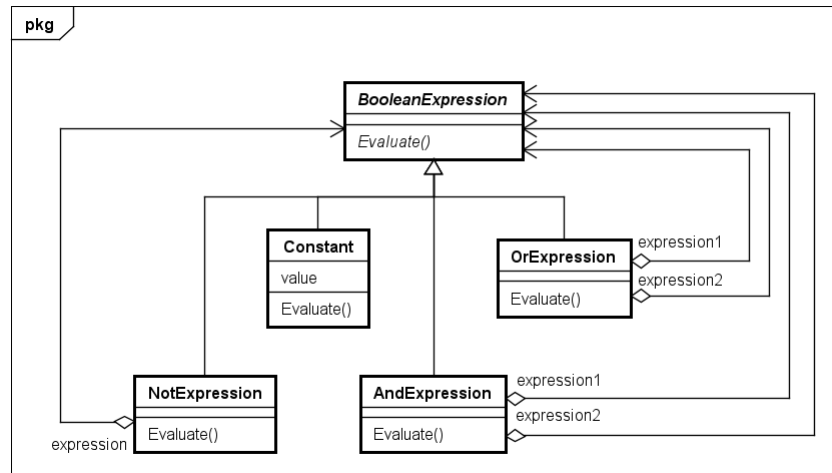 pkg
BooleanExpression
Evaluate()
Constant
value
Evaluate()
OrExpression
Evaluate()
expression1
expression2
NotExpression
Evaluate()
expression
AndExpression
Evaluate()
expression1
expression2